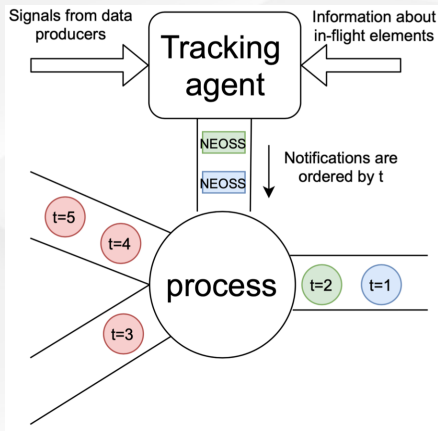 Signals from data
producers
Information about
in-flight elements
Tracking
agent
NEOSS
NEOSS
Notifications are
ordered by t
t=5
t=4
t=3
process
t=2
t=1